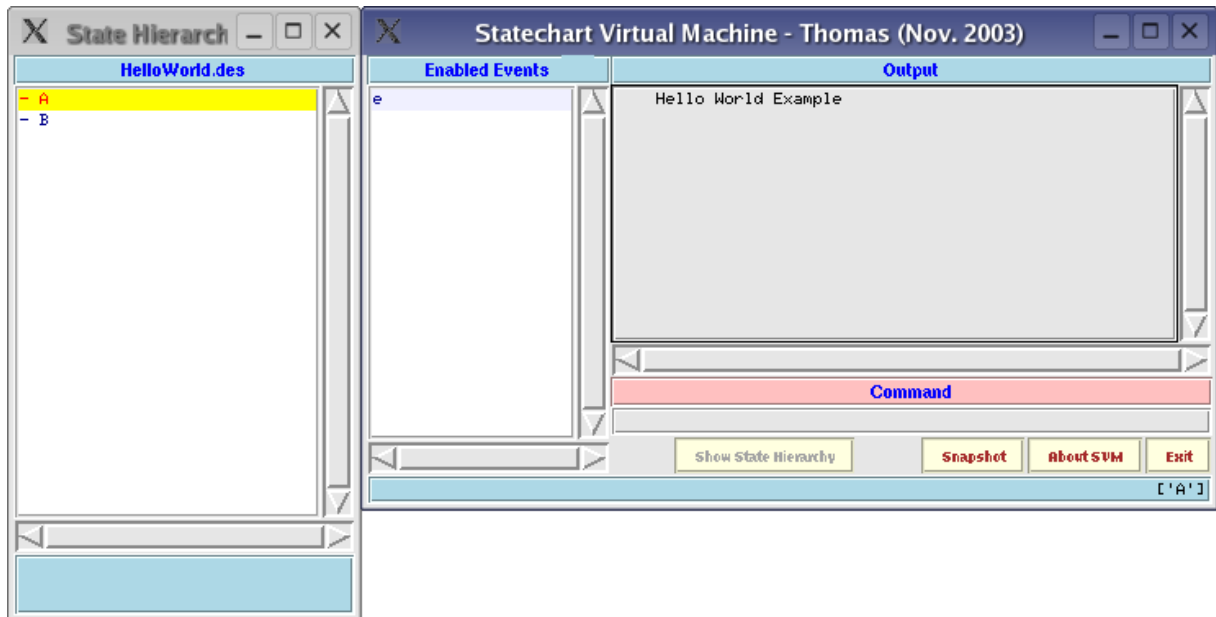 State Hierarch
HelloWorld.des
- A
- B
Statechart Virtual Machine - Thomas (Nov. 2003)
Enabled Events
Output
e
Hello World Example
Command
Show State Hierarchy
Snapshot
About SVM
Exit
['A']